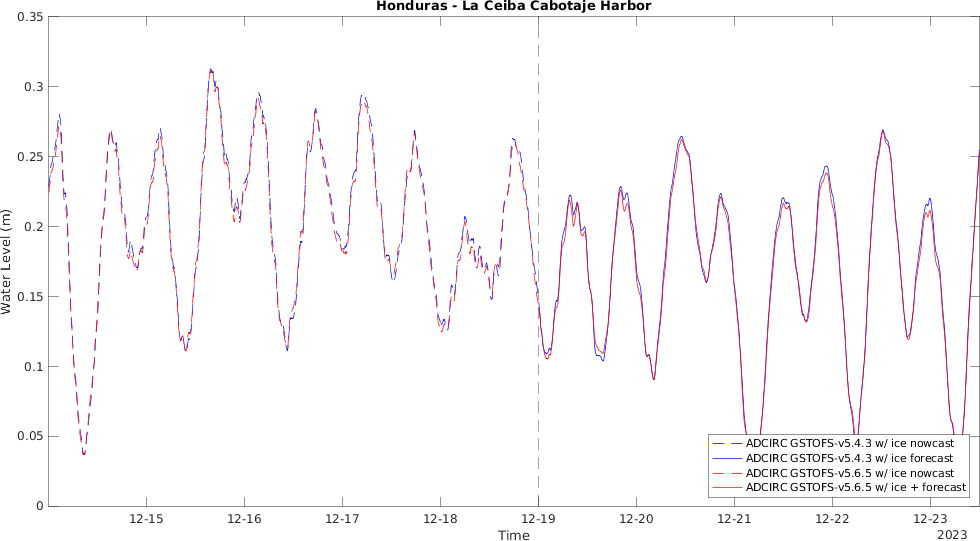 Honduras - La Ceiba Cabotaje Harbor
0.35
0.3
0.25
0.2
0.15
0.1
0.05
0
Water Level (m)
ADCIRC GSTOFS-v5.4.3 w/ ice nowcast
ADCIRC GSTOFS-v5.4.3 w/ ice forecast
ADCIRC GSTOFS-v5.6.5 w/ ice nowcast
ADCIRC GSTOFS-v5.6.5 w/ ice + forecast
12-15 12-16 12-17 12-18 12-19 12-20 12-21 12-22 12-23
Time
2023